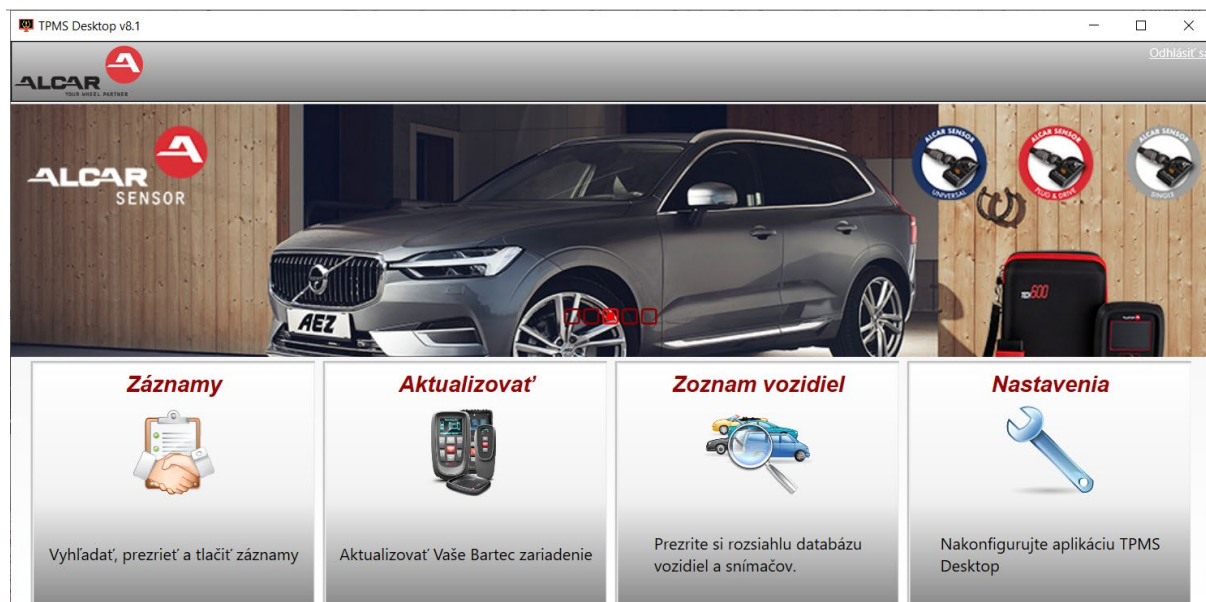 TPMS Desktop v8.1
Odhlásiť sa
ALCAR
YOUR WHEEL PARTNER
ALCAR
SENSOR
ALCAR SENSOR
UNIVERSAL
ALCAR SENSOR
PLUG & DRIVE
ALCAR SENSOR
SINGLE
TECH600
AEZ
Záznamy
Aktualizovať
Zoznam vozidiel
Nastavenia
Vyhľadať, prezrieť a tlačiť záznamy
Aktualizovať Vaše Bartec zariadenie
Prezrite si rozsiahlu databázu
vozidiel a snímačov.
Nakonfigurujte aplikáciu TPMS
Desktop